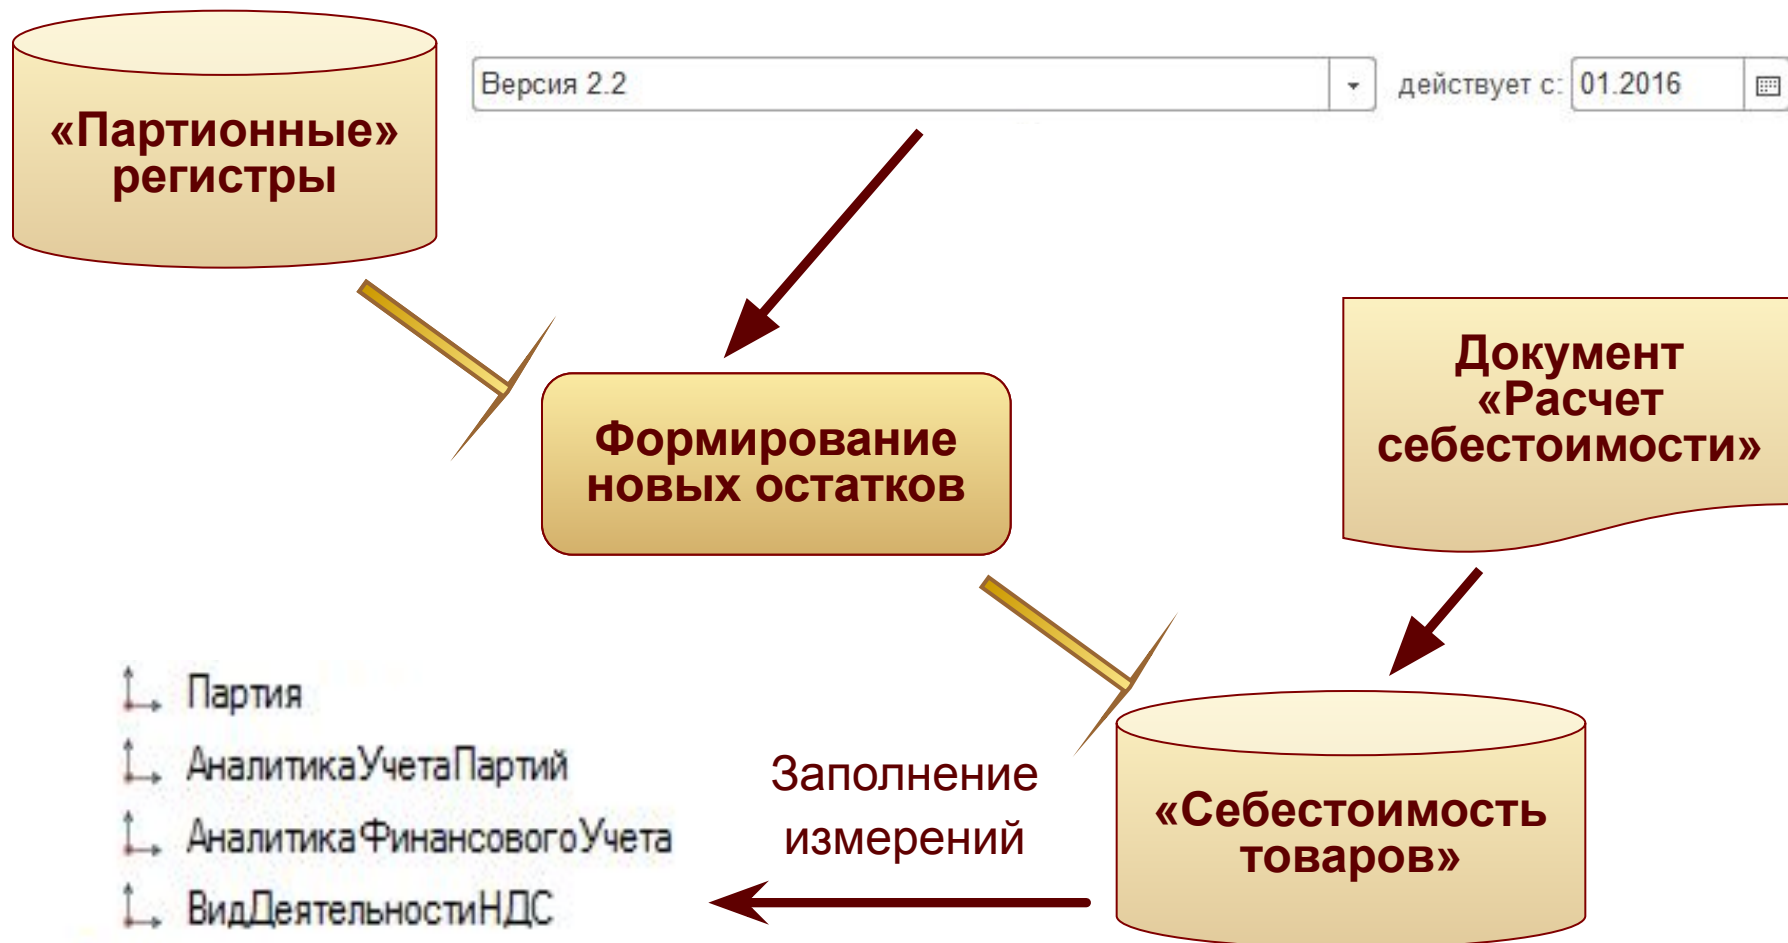 «Партионные»
регистры
Версия 2.2
действует с: 01.2016
Формирование
новых остатков
Документ
«Расчет
себестоимости»
Партия
АналитикаУчетаПартий
АналитикаФинансовогоУчета
ВидДеятельностиНДС
Заполнение
измерений
«Себестоимость
товаров»